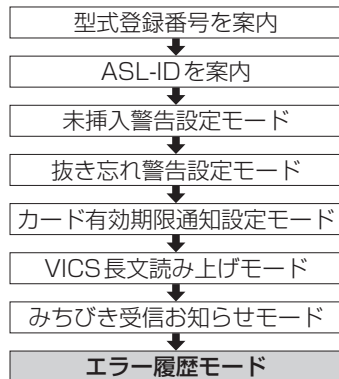 型式登録番号を案内
ASL-IDを案内
未挿入警告設定モード
抜き忘れ警告設定モード
カード有効期限通知設定モード
VICS長文読み上げモード
みちびき受信お知らせモード
エラー履歴モード